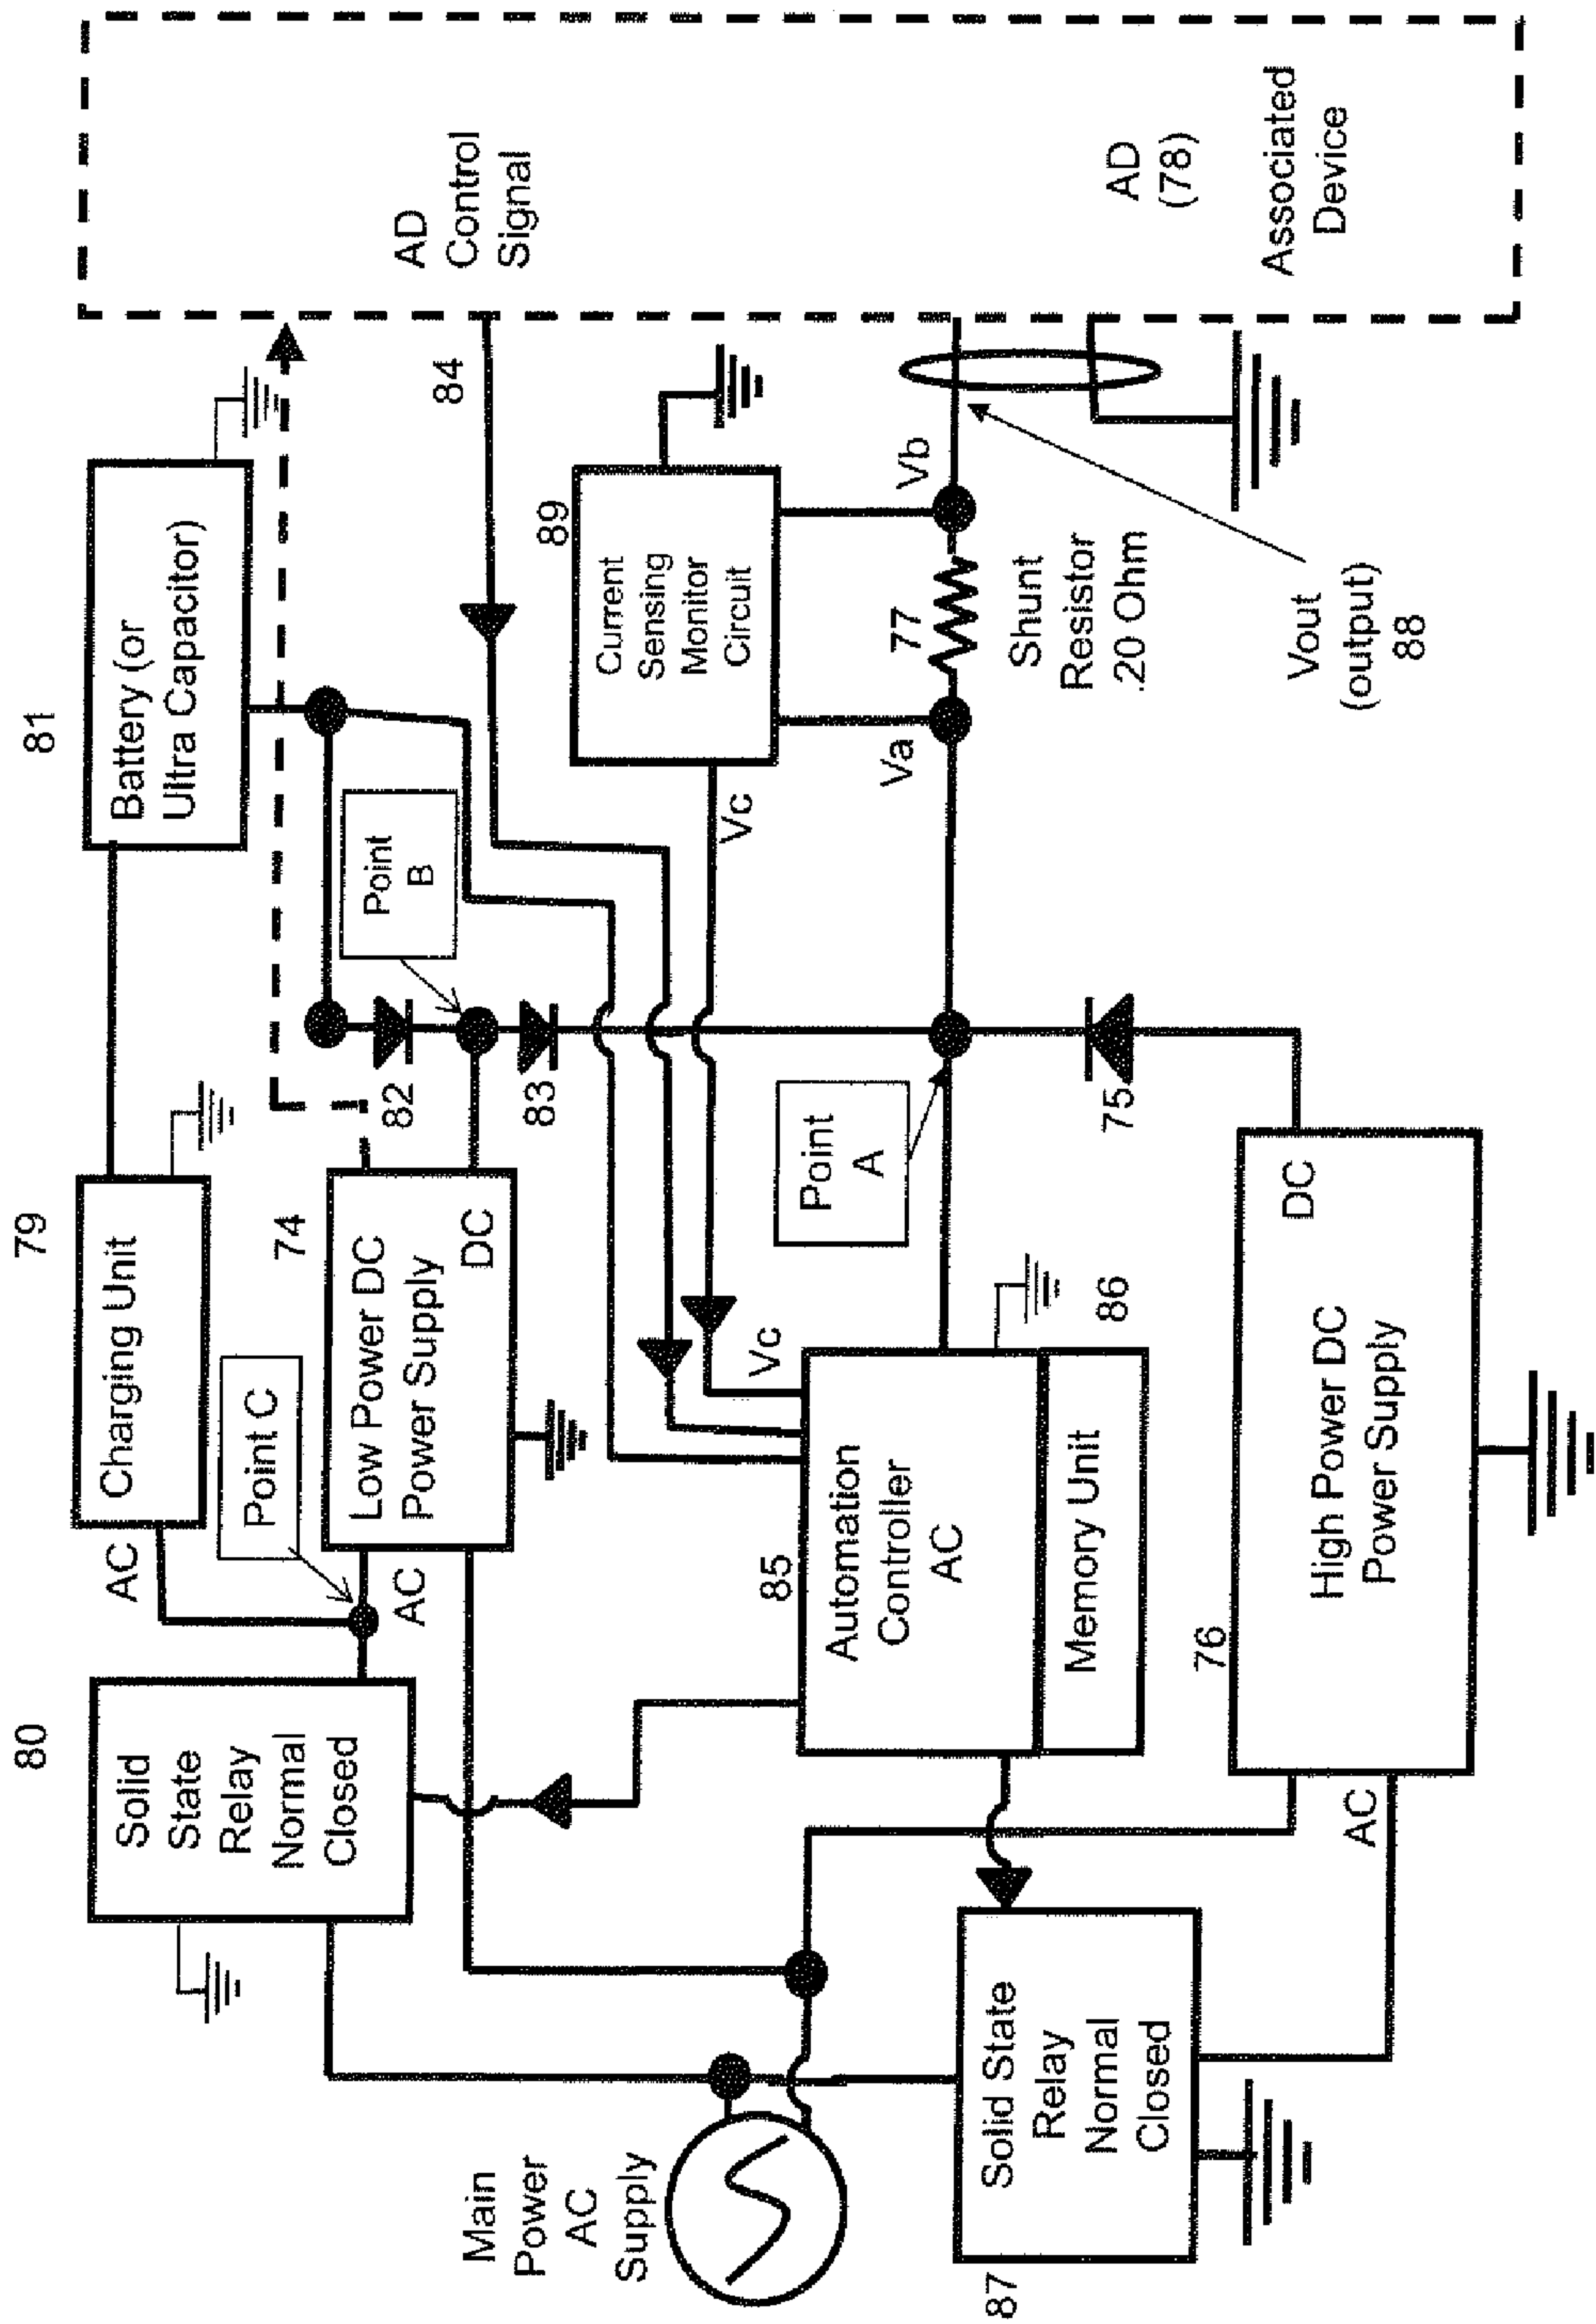 80
Solid
State
Relay
Normal
Closed
AC
79
Charging Unit
81
Battery (or
Ultra Capacitor)
Point C
AC
74
Low Power DC
Power Supply
DC
82
83
Point
B
84
AD
Control
Signal
89
Current
Sensing
Monitor
Circuit
Vc
Vc
Main
Power
AC
Supply
85
Automation
Controller
AC
Memory Unit
86
Point
A
Va
77
Vb
Shunt
Resistor
.20 Ohm
75
AD
(78)
Associated
Device
Vout
(output)
88
87
Solid State
Relay
Normal
Closed
AC
76
High Power DC
Power Supply
DC